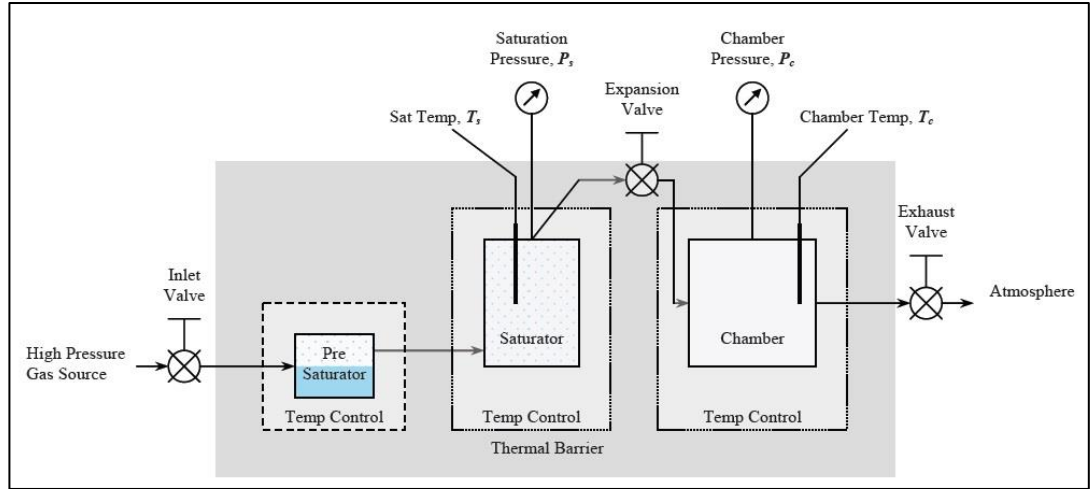 Saturation
Pressure, Ps
Chamber
Pressure, Pc
Expansion
Valve
Sat Temp, Ts
Chamber Temp, Tc
Exhaust
Valve
Inlet
Valve
Atmosphere
High Pressure
Gas Source
Pre
Saturator
Saturator
Chamber
Temp Control
Temp Control
Temp Control
Thermal Barrier